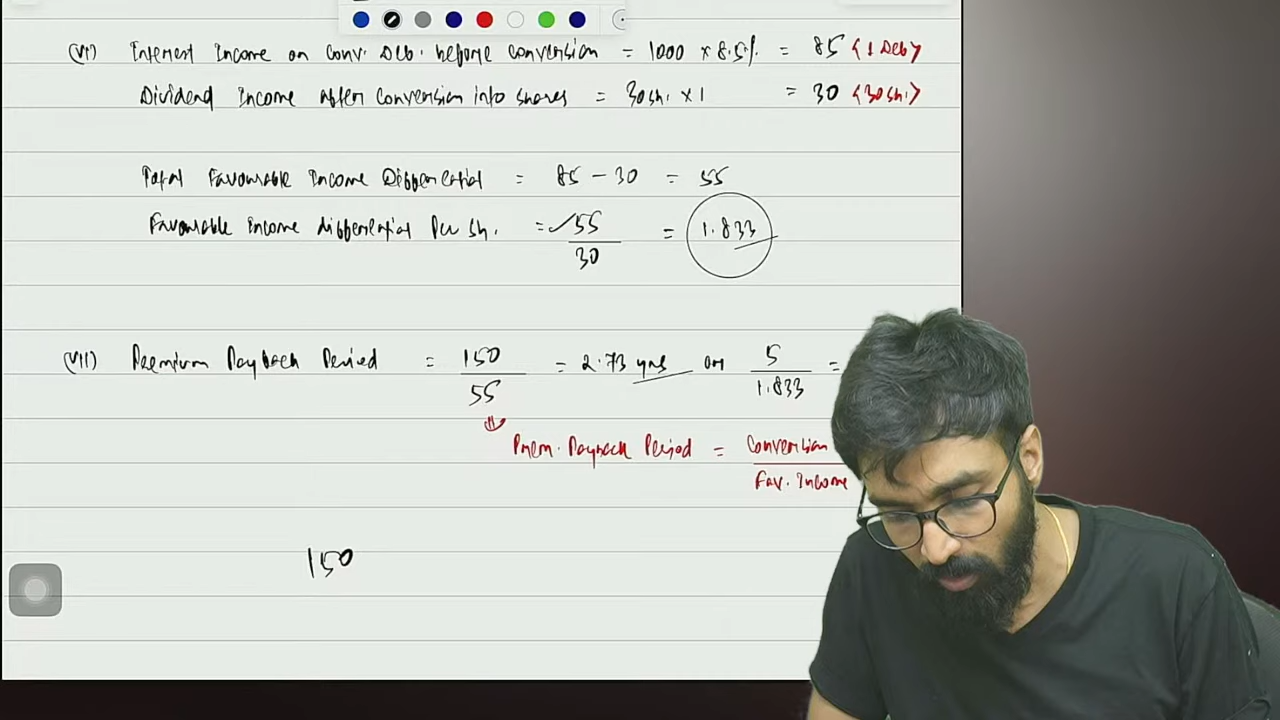 (VI) Interest Income on Conv. Deb. before conversion = 1000 × 8.5% = 85 <1 Deb>
Dividend Income after Conversion into shares = 30 sh. × 1 = 30 <30 sh.>
Total Favourable Income Differential = 85 − 30 = 55
Favourable Income differential Per Sh. = 55/30 = 1.833
(VII) Premium Payback Period = 150/55 = 2.73 yrs or 5/1.833 =
Prem. Payback Period = Conversion / Fav. Income
150